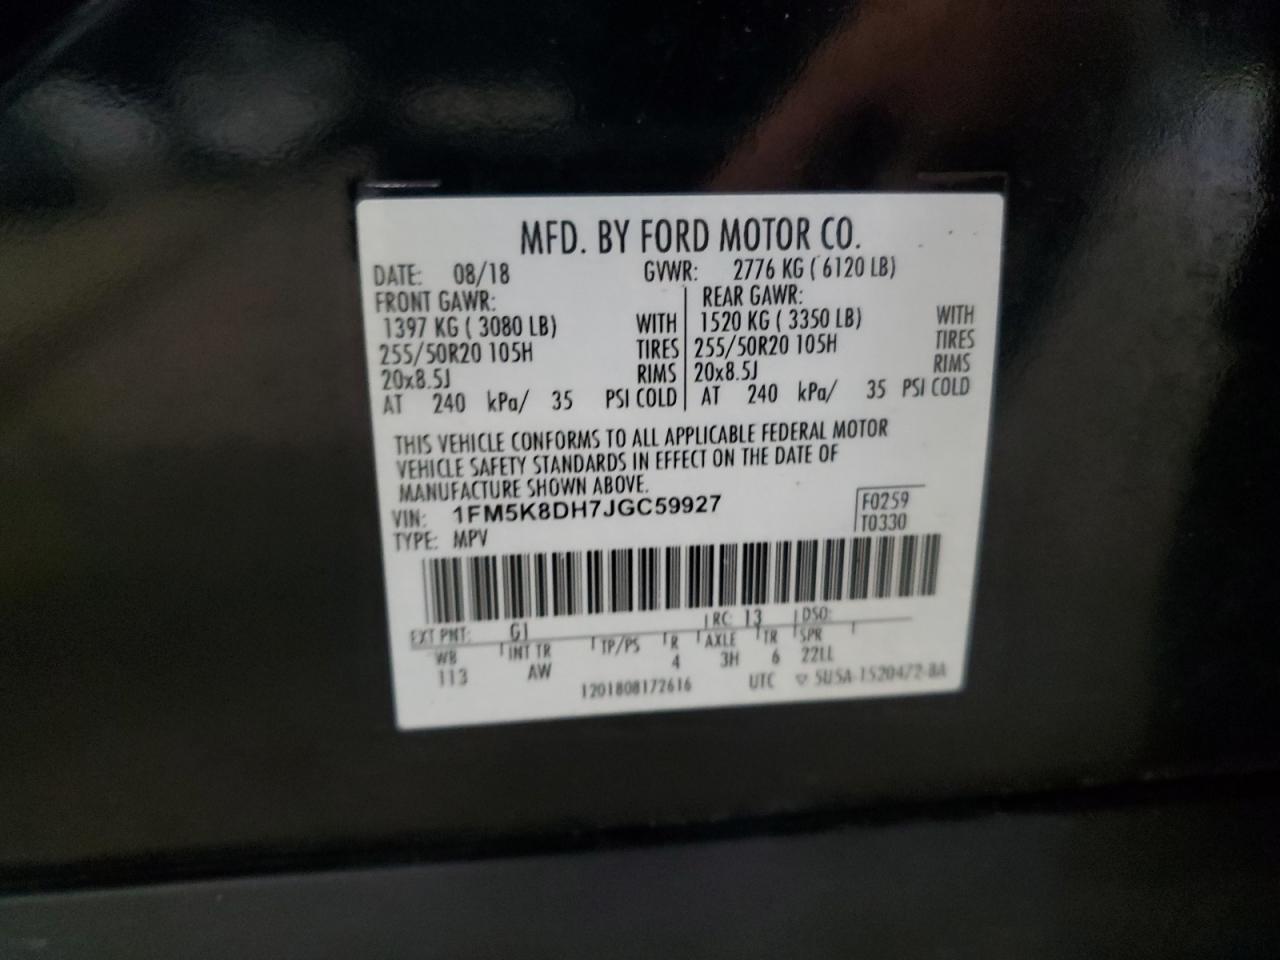 MFD. BY FORD MOTOR CO.
DATE: 08/18 GVWR: 2776 KG ( 6120 LB)
FRONT GAWR: REAR GAWR:
1397 KG ( 3080 LB) WITH 1520 KG ( 3350 LB) WITH
255/50R20 105H TIRES 255/50R20 105H TIRES
20x8.5J RIMS 20x8.5J RIMS
AT 240 kPa/ 35 PSI COLD AT 240 kPa/ 35 PSI COLD
THIS VEHICLE CONFORMS TO ALL APPLICABLE FEDERAL MOTOR
VEHICLE SAFETY STANDARDS IN EFFECT ON THE DATE OF
MANUFACTURE SHOWN ABOVE.
VIN: 1FM5K8DH7JGC59927 F0259
TYPE: MPV T0330
EXT PNT: G1 RC: 13 DSO:
WB INT TR TP/PS R AXLE TR SPR
113 AW 4 3H 6 22LL
1201808172616 UTC ▽ 5U5A-1520472-BA